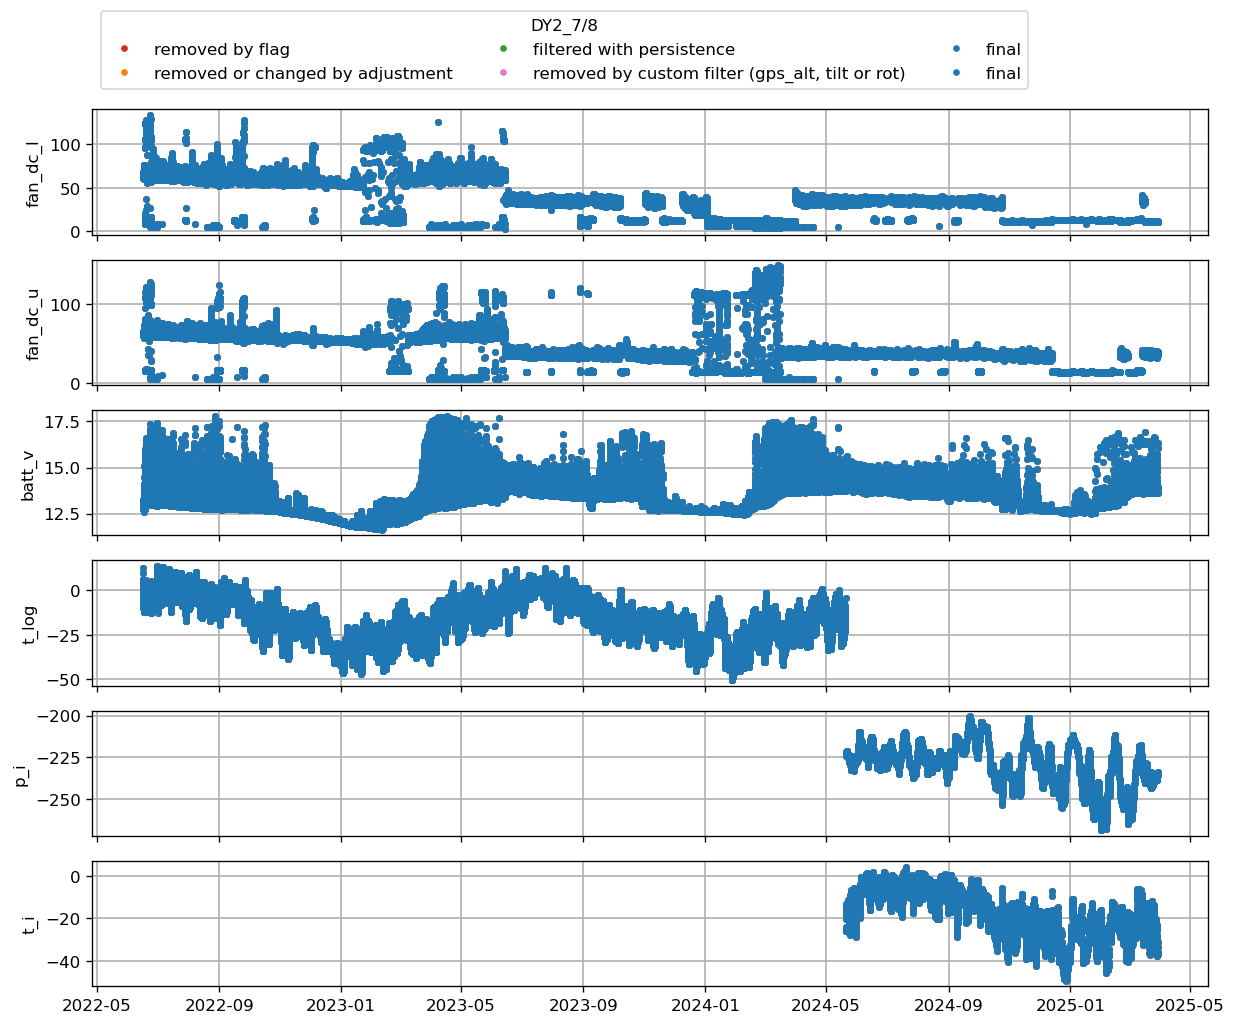 DY2_7/8
removed by flag
filtered with persistence
final
removed or changed by adjustment
removed by custom filter (gps_alt, tilt or rot)
final
fan_dc_l
100
50
0
fan_dc_u
100
0
batt_v
17.5
15.0
12.5
t_log
0
−25
−50
p_i
−200
−225
−250
t_i
0
−20
−40
2022-05
2022-09
2023-01
2023-05
2023-09
2024-01
2024-05
2024-09
2025-01
2025-05